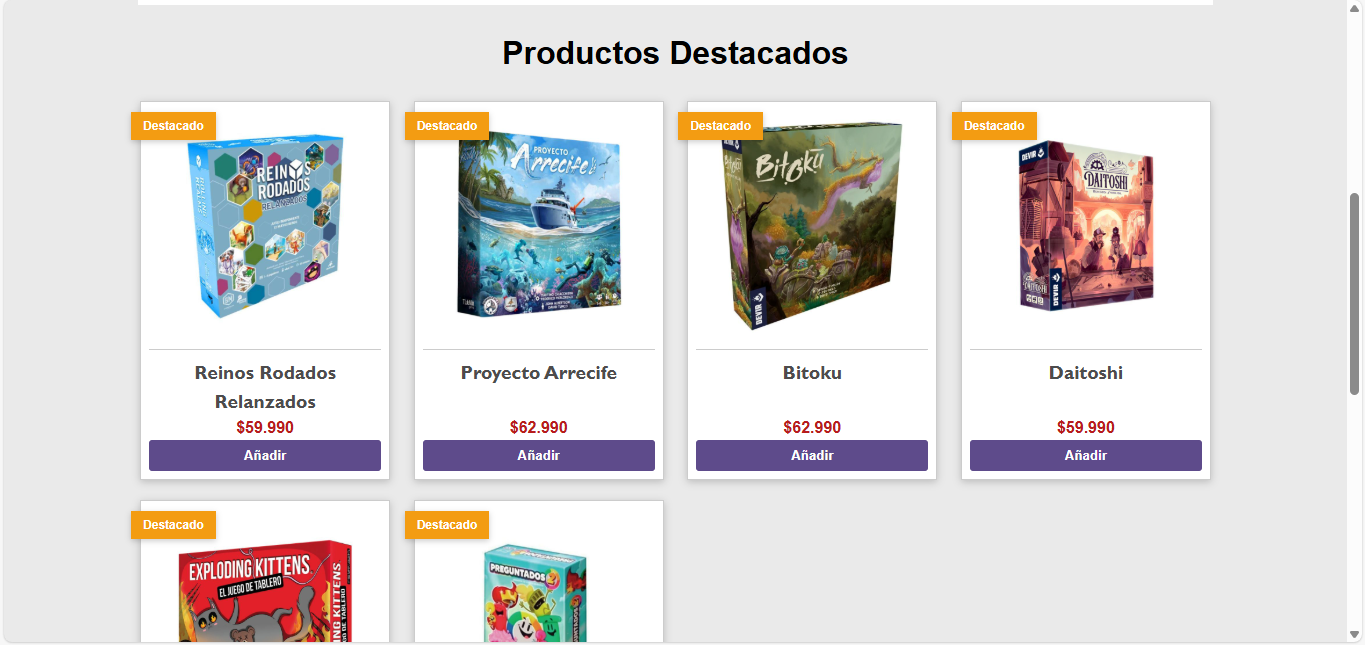 Productos Destacados
Destacado
REINOS
RODADOS
RELANZADOS
Reinos Rodados
Relanzados
$59.990
Añadir
Destacado
PROYECTO
Arrecife
Proyecto Arrecife
$62.990
Añadir
Destacado
BITOKU
DEVIR
Bitoku
$62.990
Añadir
Destacado
DEVIR
DAITOSHI
DAITOSHI
DEVIR
Daitoshi
$59.990
Añadir
Destacado
EXPLODING KITTENS
EL JUEGO DE TABLERO
Destacado
PREGUNTADOS